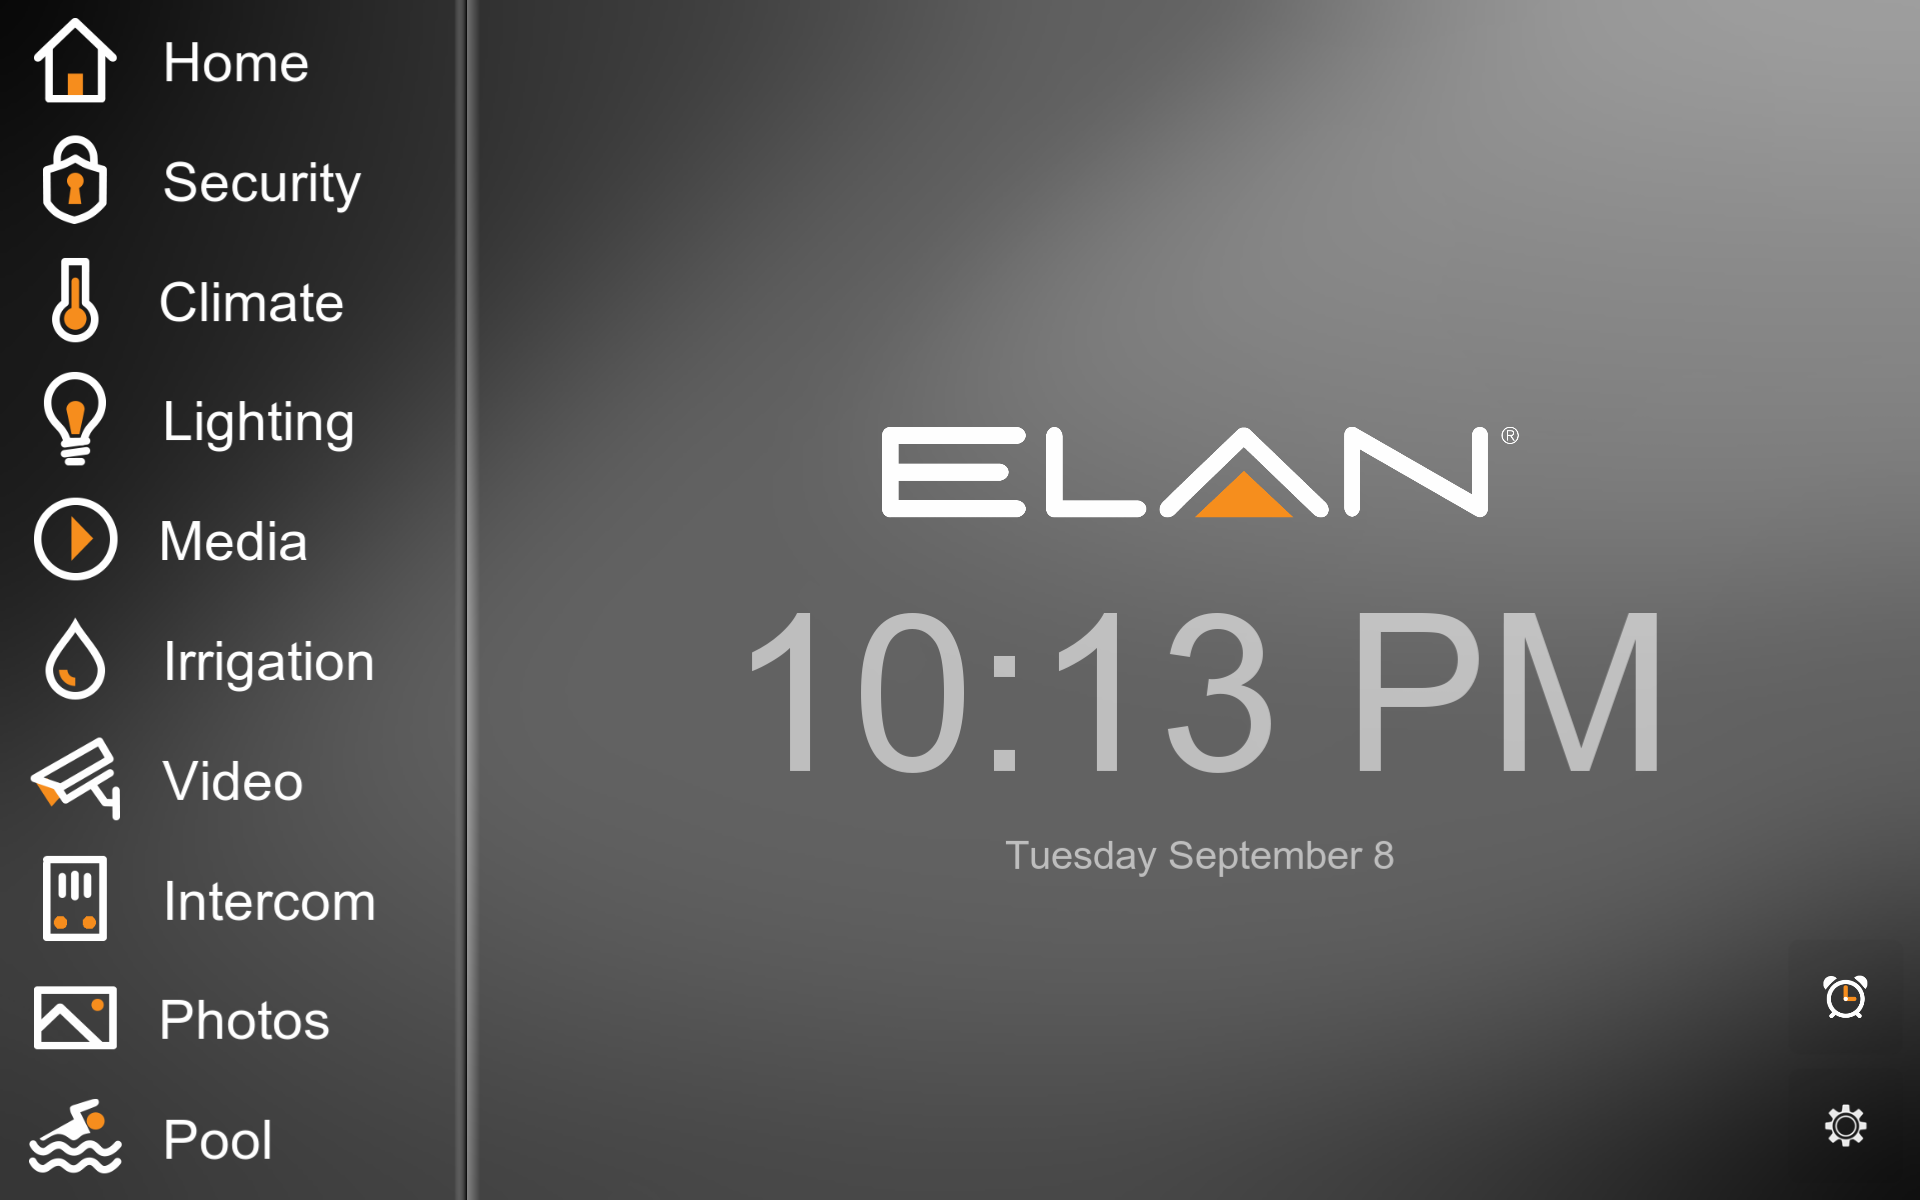 Home
Security
Climate
Lighting
Media
Irrigation
Video
Intercom
Photos
Pool
ELAN®
10:13 PM
Tuesday September 8